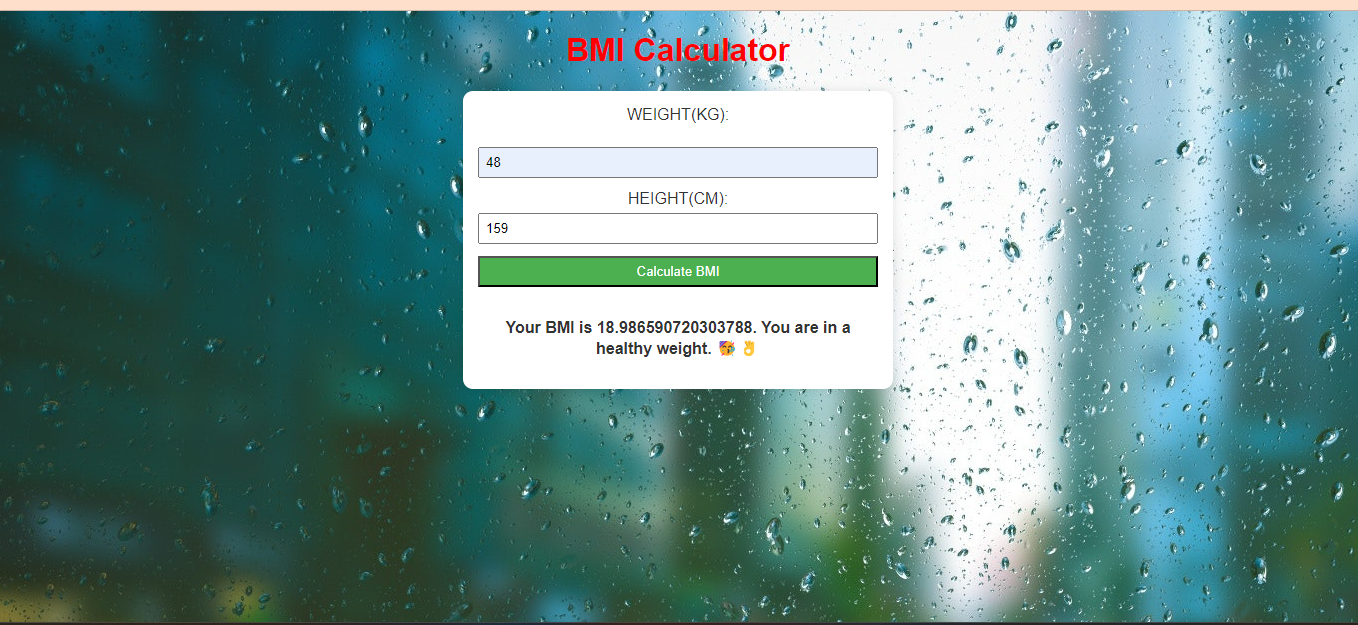 BMI Calculator
WEIGHT(KG):
48
HEIGHT(CM):
159
Calculate BMI
Your BMI is 18.986590720303788. You are in a
healthy weight. 🥳 👌